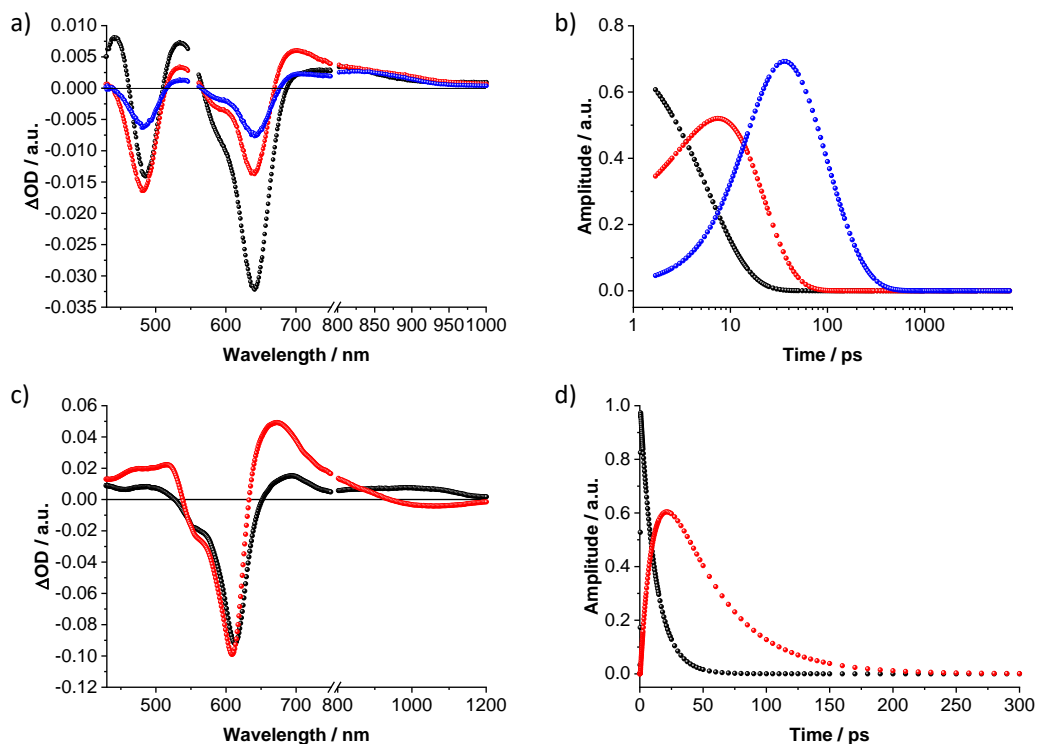 a)
0.010
0.005
0.000
-0.005
-0.010
-0.015
-0.020
-0.025
-0.030
-0.035
ΔOD / a.u.
500 600 700 800 850 900 950 1000
Wavelength / nm
b)
0.8
0.6
0.4
0.2
0.0
Amplitude / a.u.
1 10 100 1000
Time / ps
c)
0.06
0.04
0.02
0.00
-0.02
-0.04
-0.06
-0.08
-0.10
-0.12
ΔOD / a.u.
500 600 700 800 1000 1200
Wavelength / nm
d)
1.0
0.8
0.6
0.4
0.2
0.0
Amplitude / a.u.
0 50 100 150 200 250 300
Time / ps